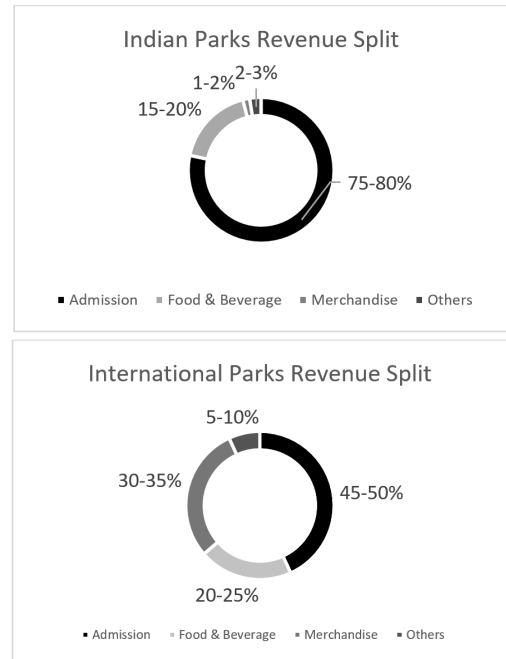 Indian Parks Revenue Split
1-2% 2-3%
15-20%
75-80%
Admission Food & Beverage Merchandise Others
International Parks Revenue Split
5-10%
30-35% 45-50%
20-25%
Admission Food & Beverage Merchandise Others